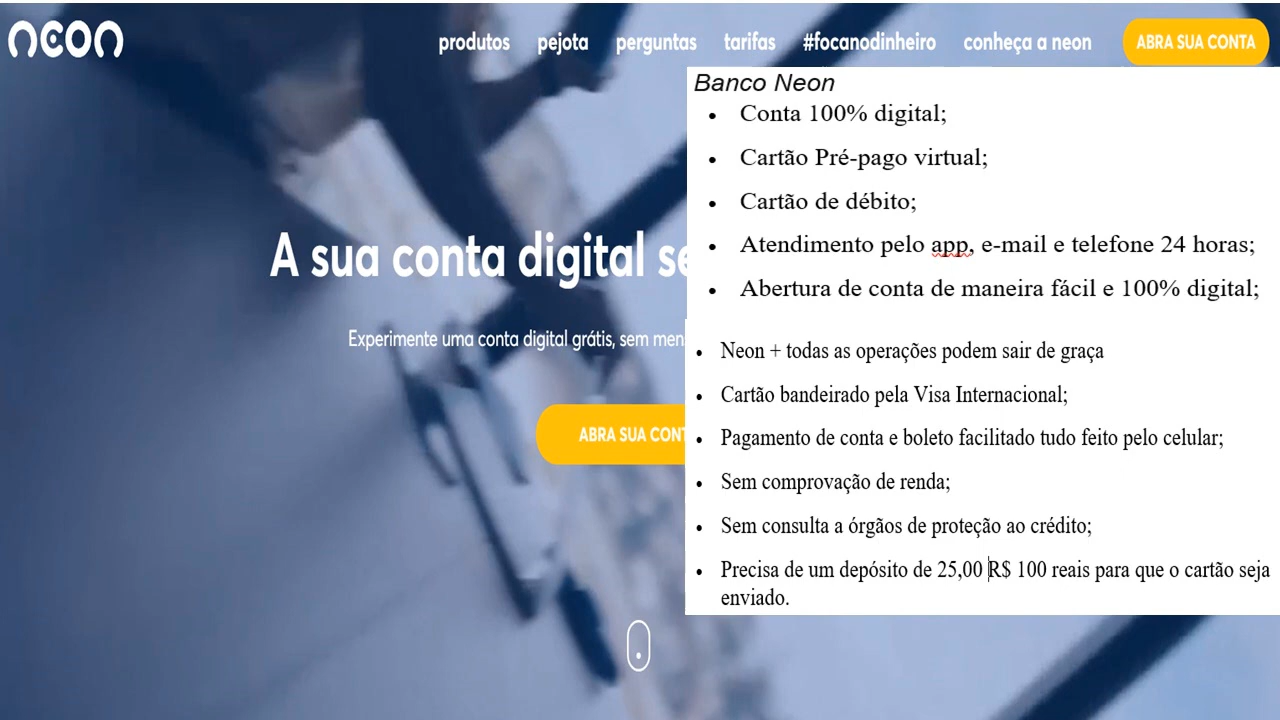 neon
produtos pejota perguntas tarifas #focanodinheiro conheça a neon ABRA SUA CONTA
Banco Neon
• Conta 100% digital;
• Cartão Pré-pago virtual;
• Cartão de débito;
• Atendimento pelo app, e-mail e telefone 24 horas;
• Abertura de conta de maneira fácil e 100% digital;
• Neon + todas as operações podem sair de graça
• Cartão bandeirado pela Visa Internacional;
• Pagamento de conta e boleto facilitado tudo feito pelo celular;
• Sem comprovação de renda;
• Sem consulta a órgãos de proteção ao crédito;
• Precisa de um depósito de 25,00 R$ 100 reais para que o cartão seja
enviado.
A sua conta digital se
Experimente uma conta digital grátis, sem men
ABRA SUA CONT